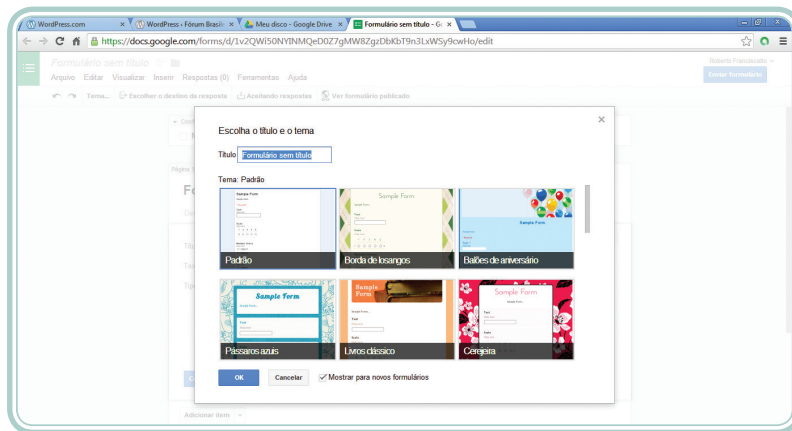 WordPress.com
WordPress › Fórum Brasile
Meu disco - Google Drive
Formulário sem título - Go
https://docs.google.com/forms/d/1v2QWi50NYINMQeD0Z7gMW8ZgzDbKbT9n3LxWSy9cwHo/edit
Formulário sem título
Roberto Franciscatto
Arquivo Editar Visualizar Inserir Respostas (0) Ferramentas Ajuda
Enviar formulário
Tema... Escolher o destino da resposta Aceitando respostas Ver formulário publicado
Escolha o título e o tema
Título Formulário sem título
Tema: Padrão
Sample Form
Sample Form
Sample Form
Padrão
Borda de losangos
Balões de aniversário
Sample Form
Sample Form
Sample Form
Pássaros azuis
Livros clássico
Cerejeira
OK Cancelar Mostrar para novos formulários
Adicionar item